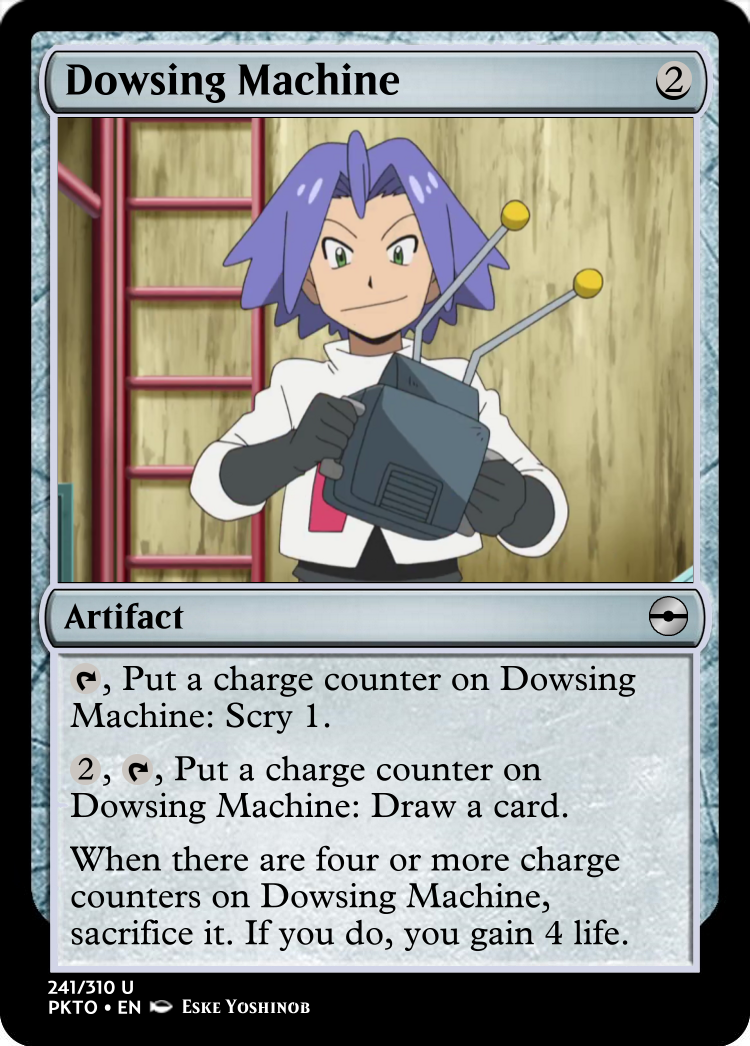 Dowsing Machine 2
Artifact
, Put a charge counter on Dowsing
Machine: Scry 1.
2, , Put a charge counter on
Dowsing Machine: Draw a card.
When there are four or more charge
counters on Dowsing Machine,
sacrifice it. If you do, you gain 4 life.
241/310 U
PKTO • EN Eske Yoshinob